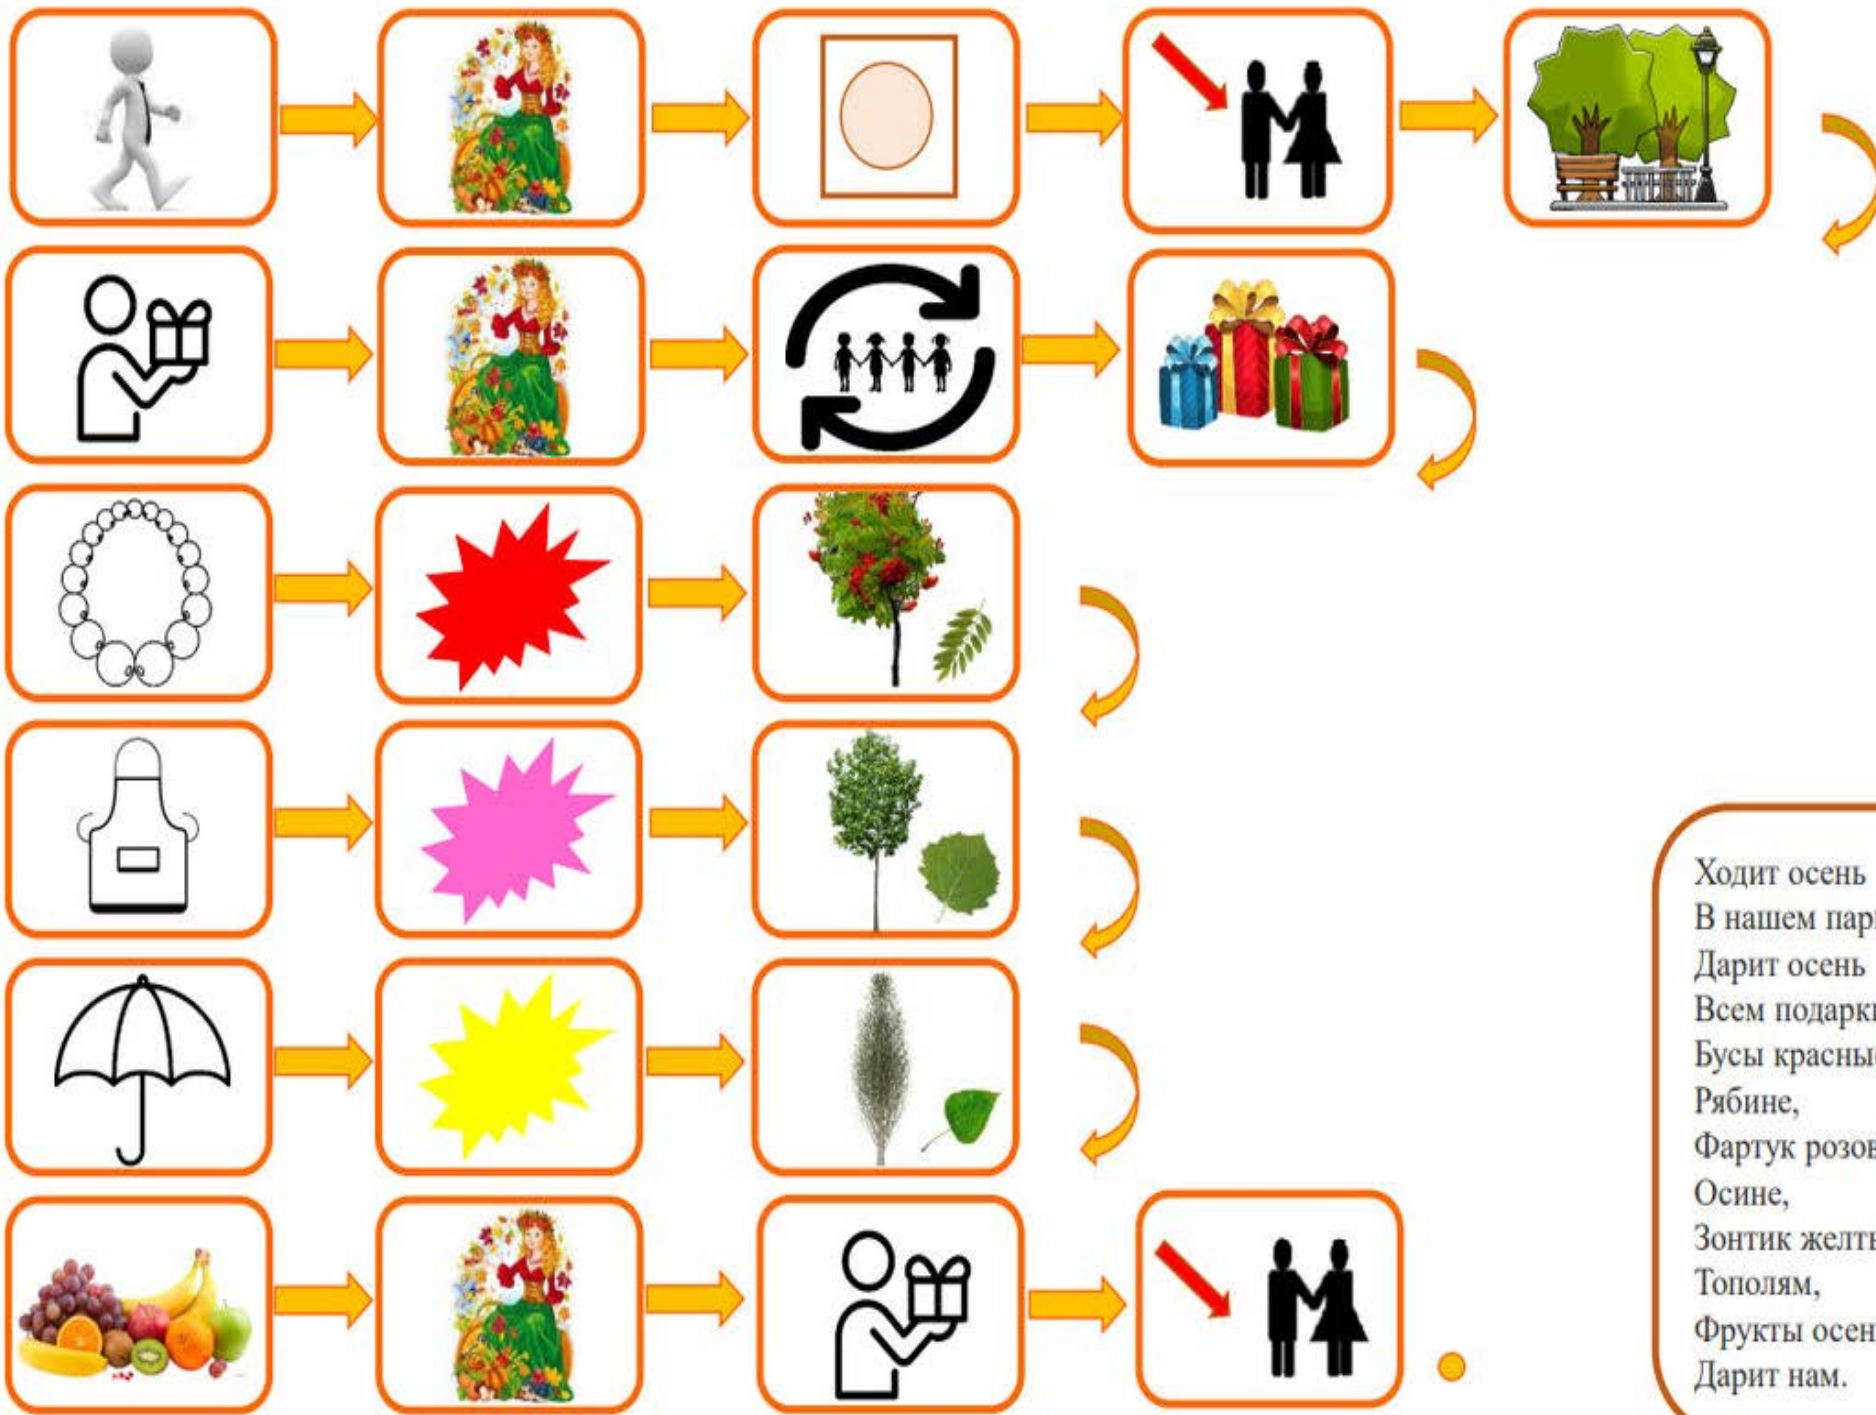 Ходит осень
В нашем
Дарит осень
Всем
Бусы
Рябине,
Фартук
Осине,
Зонтик
Тополям,
Фрукты
Дарит нам.